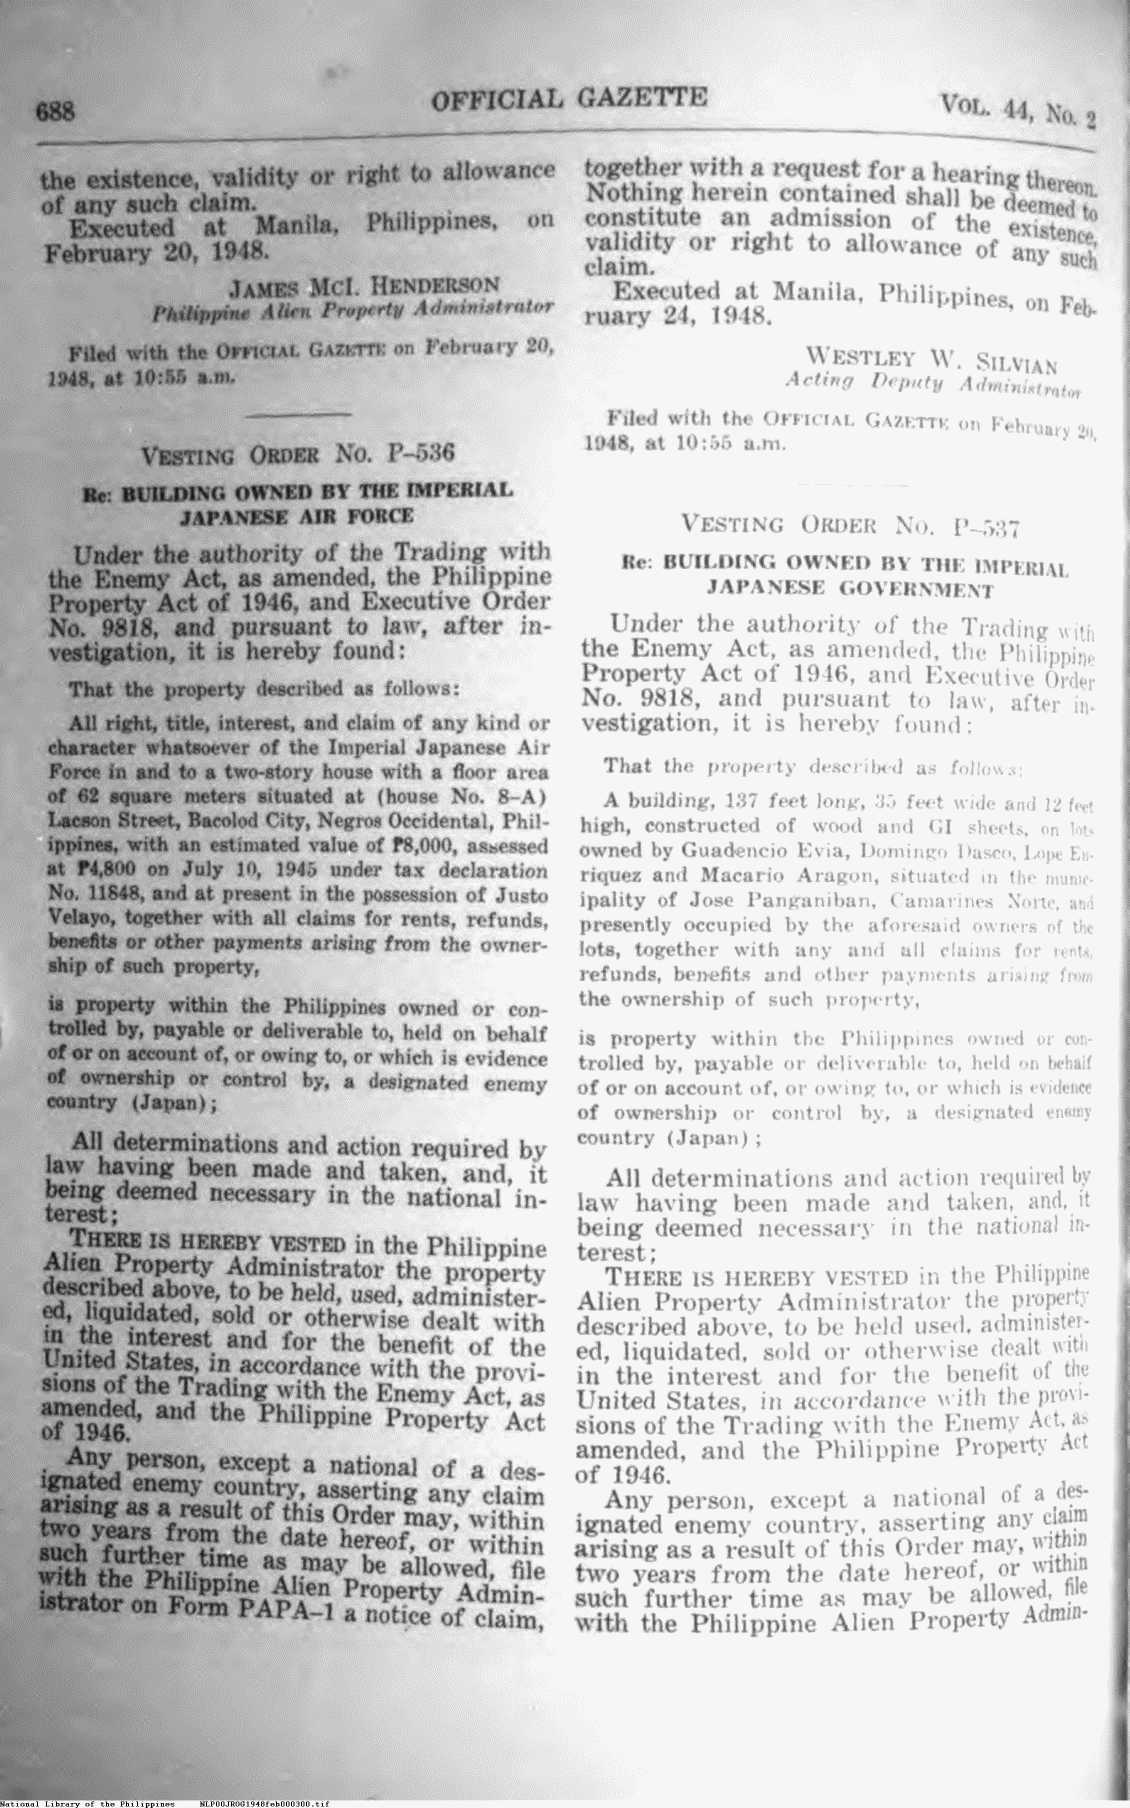 688
OFFICIAL GAZETTE
VOL. 44, No. 2
the existence, validity or right to allowance
of any such claim.
Executed at Manila, Philippines, on
February 20, 1948.
JAMES MCI. HENDERSON
Philippine Alien Property Administrator
Filed with the OFFICIAL GAZETTE on February 20,
1948, at 10:55 a.m.
VESTING ORDER No. P-536
Re: BUILDING OWNED BY THE IMPERIAL
JAPANESE AIR FORCE
Under the authority of the Trading with
the Enemy Act, as amended, the Philippine
Property Act of 1946, and Executive Order
No. 9818, and pursuant to law, after in-
vestigation, it is hereby found:
That the property described as follows:
All right, title, interest, and claim of any kind or
character whatsoever of the Imperial Japanese Air
Force in and to a two-story house with a floor area
of 62 square meters situated at (house No. 8-A)
Lacson Street, Bacolod City, Negros Occidental, Phil-
ippines, with an estimated value of ₱8,000, assessed
at ₱4,800 on July 10, 1945 under tax declaration
No. 11848, and at present in the possession of Justo
Velayo, together with all claims for rents, refunds,
benefits or other payments arising from the owner-
ship of such property,
is property within the Philippines owned or con-
trolled by, payable or deliverable to, held on behalf
of or on account of, or owing to, or which is evidence
of ownership or control by, a designated enemy
country (Japan);
All determinations and action required by
law having been made and taken, and, it
being deemed necessary in the national in-
terest;
THERE IS HEREBY VESTED in the Philippine
Alien Property Administrator the property
described above, to be held, used, administer-
ed, liquidated, sold or otherwise dealt with
in the interest and for the benefit of the
United States, in accordance with the provi-
sions of the Trading with the Enemy Act, as
amended, and the Philippine Property Act
of 1946.
Any person, except a national of a des-
ignated enemy country, asserting any claim
arising as a result of this Order may, within
two years from the date hereof, or within
such further time as may be allowed, file
with the Philippine Alien Property Admin-
istrator on Form PAPA-1 a notice of claim,
together with a request for a hearing thereon.
Nothing herein contained shall be deemed to
constitute an admission of the existence,
validity or right to allowance of any such
claim.
Executed at Manila, Philippines, on Feb-
ruary 24, 1948.
WESTLEY W. SILVIAN
Acting Deputy Administrator
Filed with the OFFICIAL GAZETTE on February 20,
1948, at 10:55 a.m.
VESTING ORDER No. P-537
Re: BUILDING OWNED BY THE IMPERIAL
JAPANESE GOVERNMENT
Under the authority of the Trading with
the Enemy Act, as amended, the Philippine
Property Act of 1946, and Executive Order
No. 9818, and pursuant to law, after in-
vestigation, it is hereby found:
That the property described as follows:
A building, 137 feet long, 35 feet wide and 12 feet
high, constructed of wood and GI sheets, on lots
owned by Guadencio Evia, Domingo Dasco, Lope En-
riquez and Macario Aragon, situated in the munic-
ipality of Jose Panganiban, Camarines Norte, and
presently occupied by the aforesaid owners of the
lots, together with any and all claims for rents,
refunds, benefits and other payments arising from
the ownership of such property,
is property within the Philippines owned or con-
trolled by, payable or deliverable to, held on behalf
of or on account of, or owing to, or which is evidence
of ownership or control by, a designated enemy
country (Japan);
All determinations and action required by
law having been made and taken, and, it
being deemed necessary in the national in-
terest;
THERE IS HEREBY VESTED in the Philippine
Alien Property Administrator the property
described above, to be held used, administer-
ed, liquidated, sold or otherwise dealt with
in the interest and for the benefit of the
United States, in accordance with the provi-
sions of the Trading with the Enemy Act, as
amended, and the Philippine Property Act
of 1946.
Any person, except a national of a des-
ignated enemy country, asserting any claim
arising as a result of this Order may, within
two years from the date hereof, or within
such further time as may be allowed, file
with the Philippine Alien Property Admin-
National Library of the Philippines NLPOOJROG1948feb000300.tif